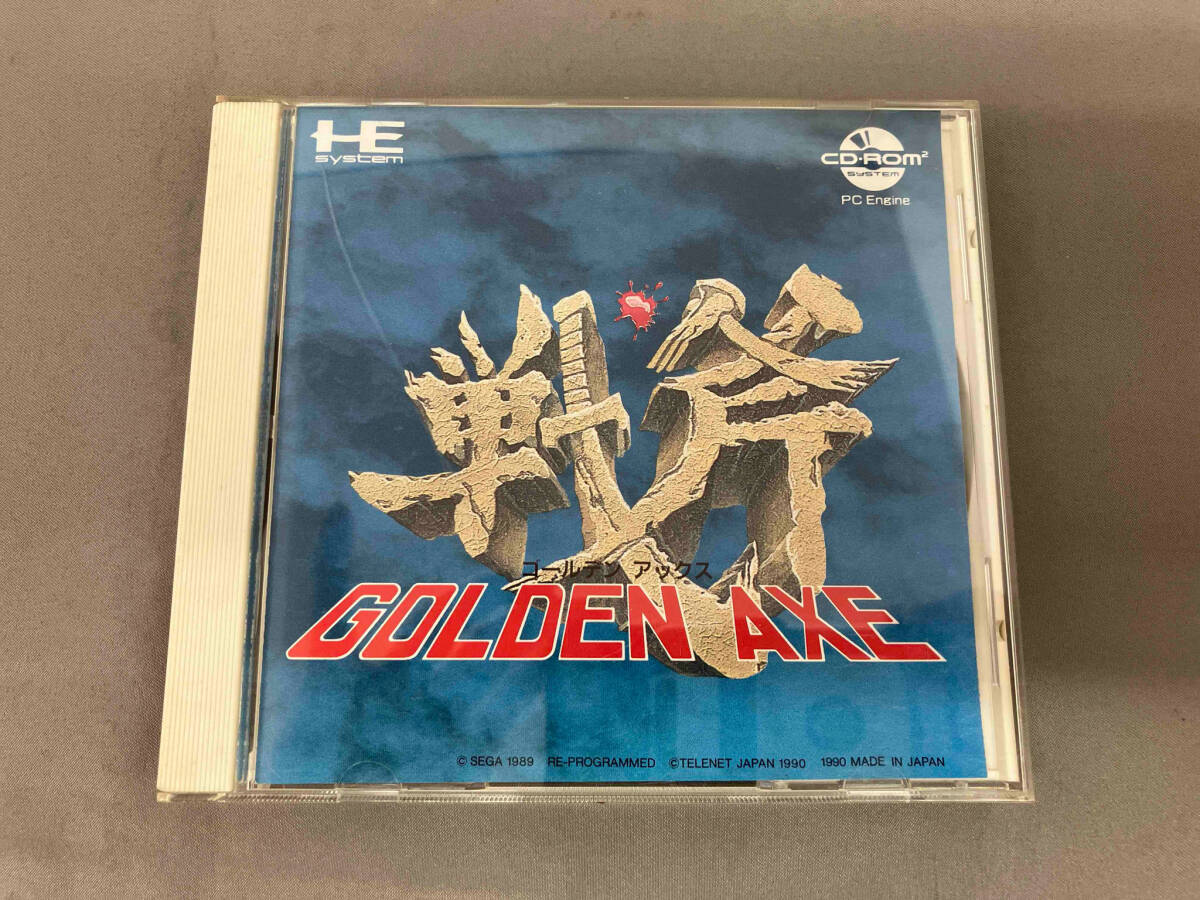 HE system
CD-ROM² SYSTEM
PC Engine
戦斧
ゴールデン アックス
GOLDEN AXE
© SEGA 1989 RE-PROGRAMMED © TELENET JAPAN 1990 1990 MADE IN JAPAN